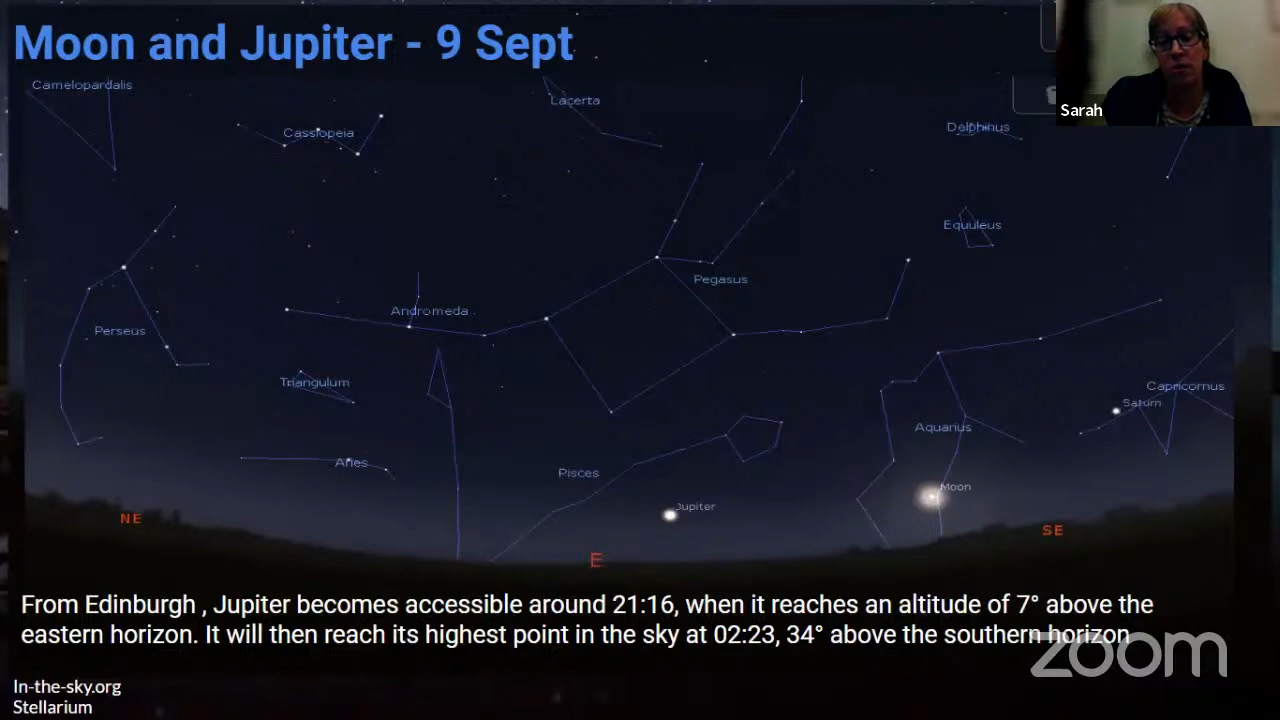 Moon and Jupiter - 9 Sept
Sarah
Camelopardalis
Lacerta
Cassiopeia
Delphinus
Equuleus
Pegasus
Andromeda
Perseus
Triangulum
Capricornus
Saturn
Aquarius
Aries
Pisces
Moon
Jupiter
NE
SE
E
From Edinburgh , Jupiter becomes accessible around 21:16, when it reaches an altitude of 7° above the
eastern horizon. It will then reach its highest point in the sky at 02:23, 34° above the southern horizon
zoom
In-the-sky.org
Stellarium